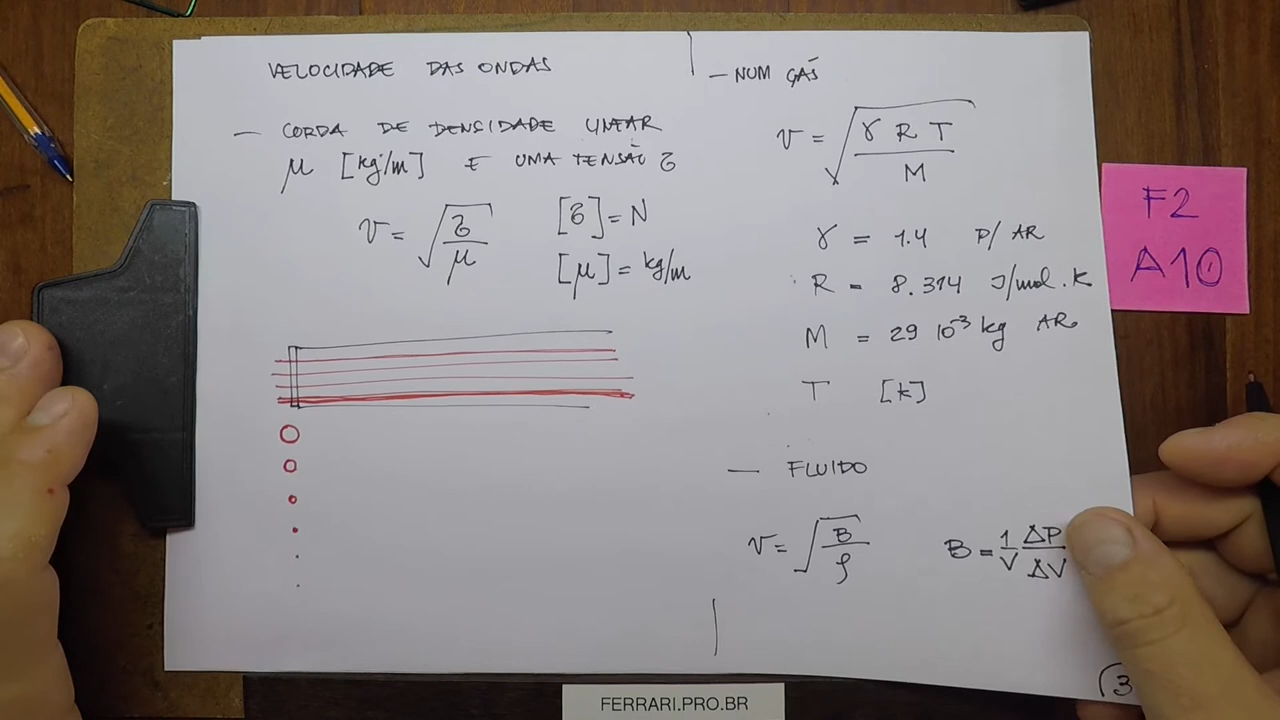 VELOCIDADE DAS ONDAS
— CORDA DE DENSIDADE LINEAR
μ [kg/m] E UMA TENSÃO ζ
v = √(ζ/μ) [ζ] = N
[μ] = kg/m
— NUM GÁS
v = √(γ R T / M)
γ = 1.4 P/ AR
R = 8.314 J/mol.K
M = 29 10⁻³ kg AR
T [K]
— FLUIDO
v = √(B/ρ) B = 1/V ΔP/ΔV
(3
F2
A10
FERRARI.PRO.BR